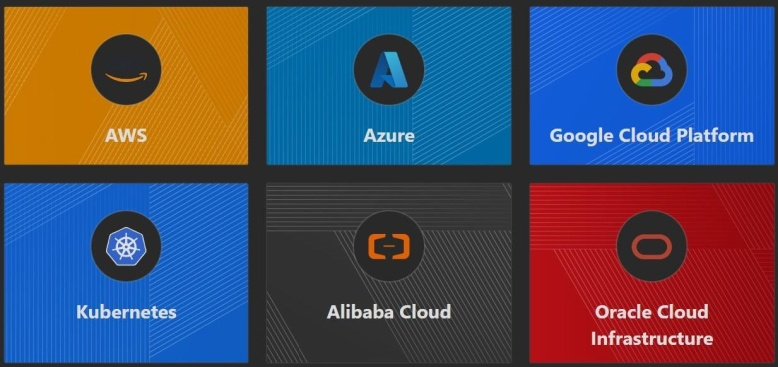 AWS
Azure
Google Cloud Platform
Kubernetes
Alibaba Cloud
Oracle Cloud
Infrastructure